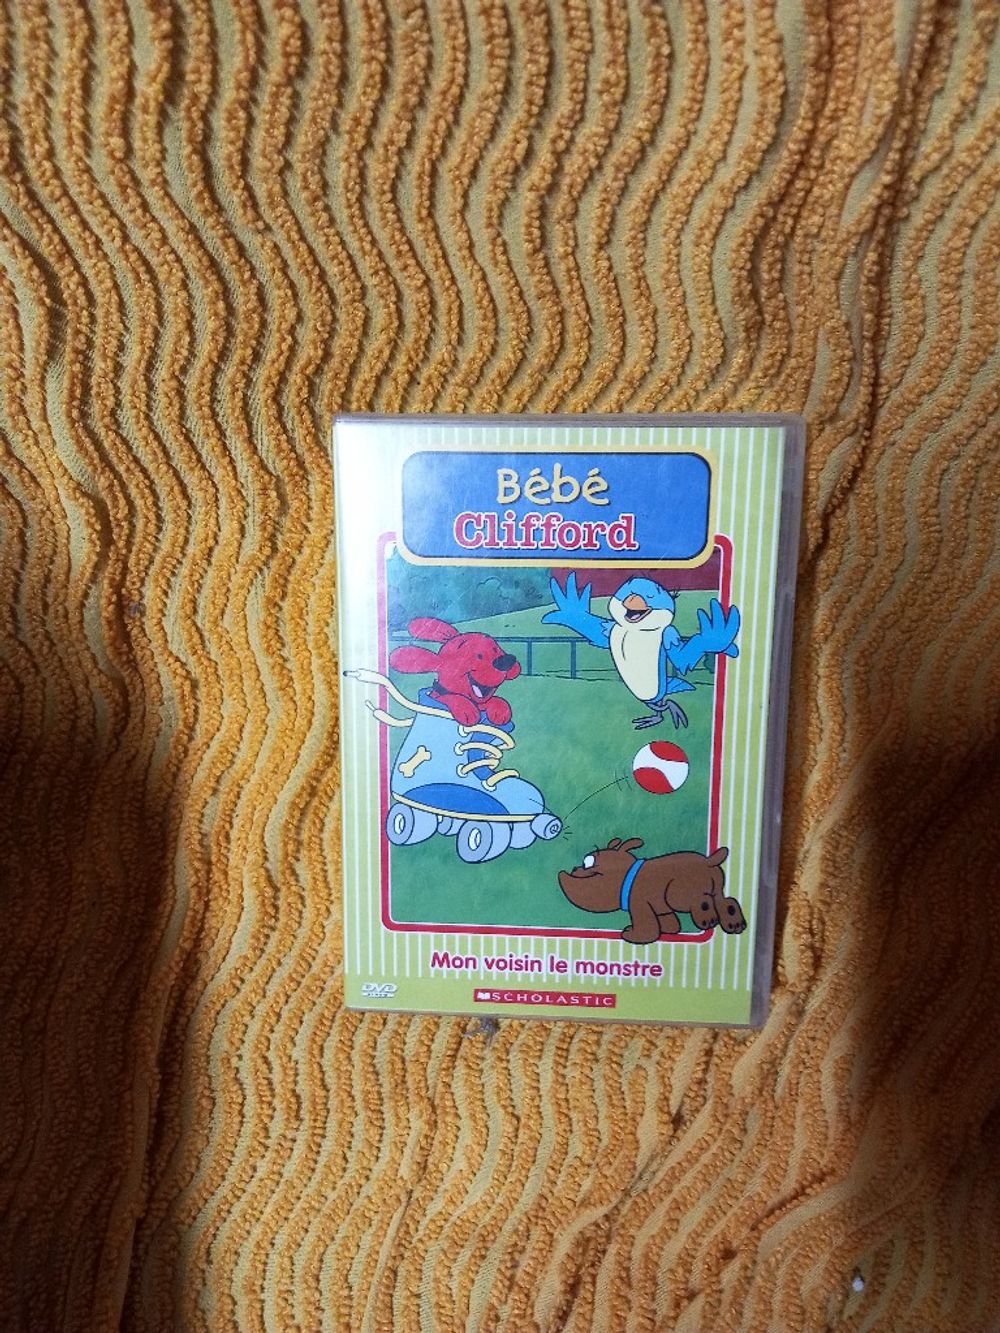 Bébé
Clifford
Mon voisin le monstre
DVD
SCHOLASTIC